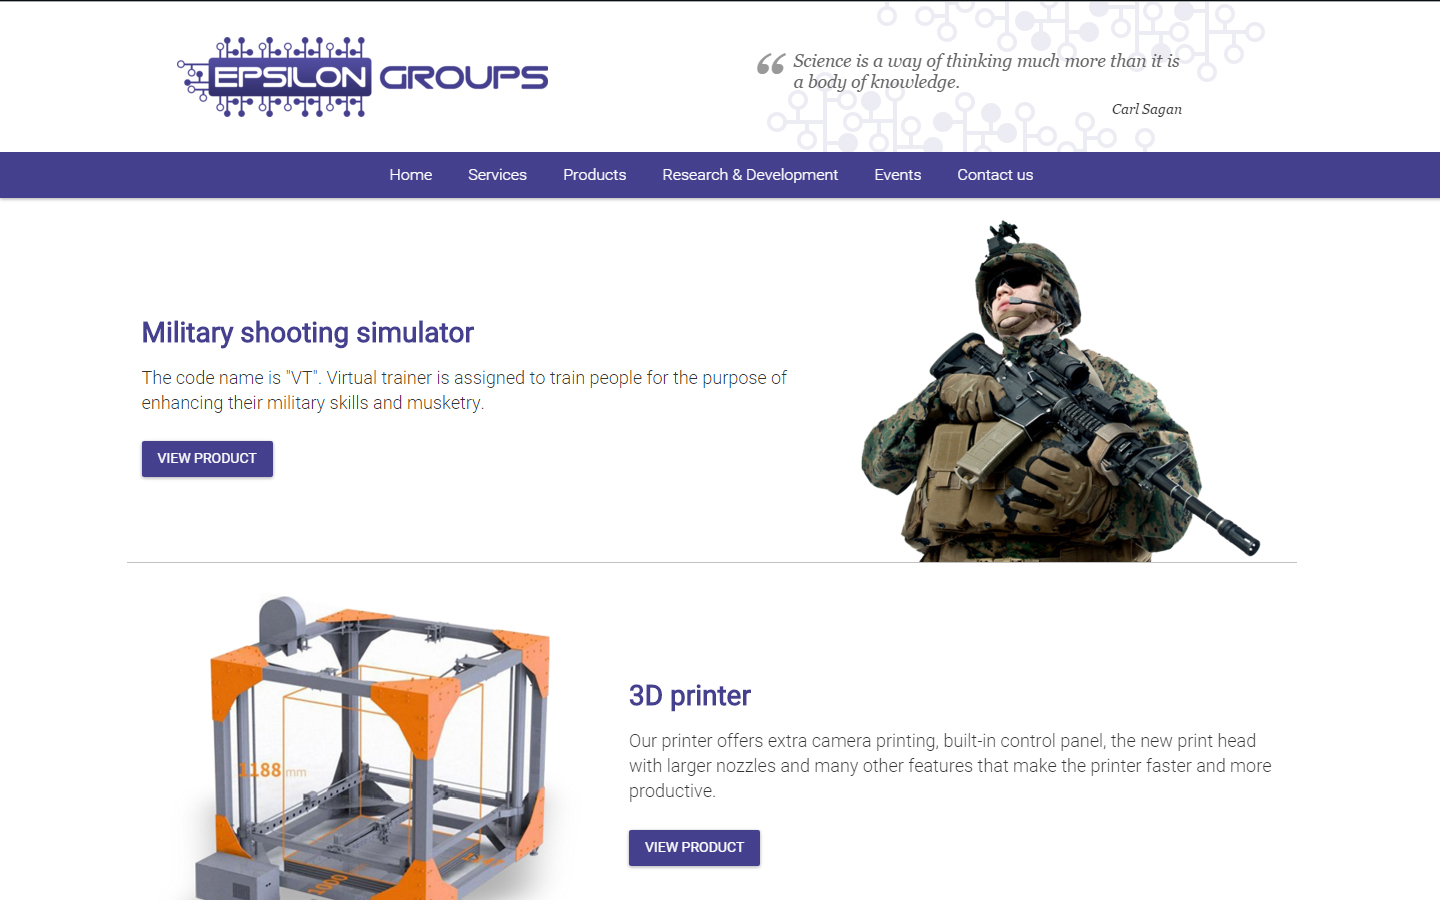 EPSILON GROUPS
“ Science is a way of thinking much more than it is
a body of knowledge.
Carl Sagan
Home Services Products Research & Development Events Contact us
Military shooting simulator
The code name is "VT". Virtual trainer is assigned to train people for the purpose of
enhancing their military skills and musketry.
VIEW PRODUCT
1188 mm
1000
3D printer
Our printer offers extra camera printing, built-in control panel, the new print head
with larger nozzles and many other features that make the printer faster and more
productive.
VIEW PRODUCT